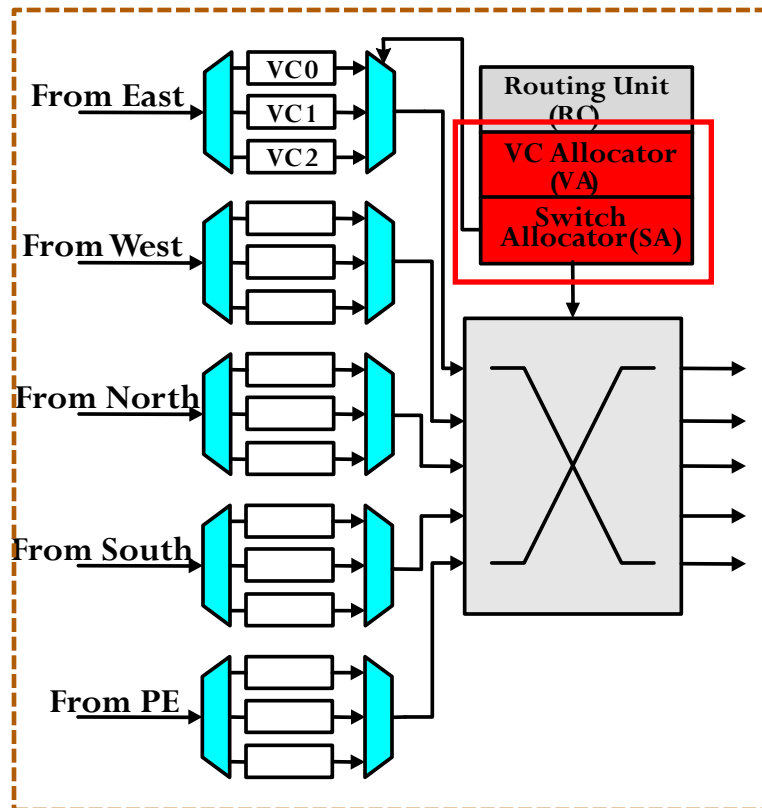 From East
VC0
VC1
VC2
Routing Unit
(RC)
VC Allocator
(VA)
Switch
Allocator(SA)
From West
From North
From South
From PE